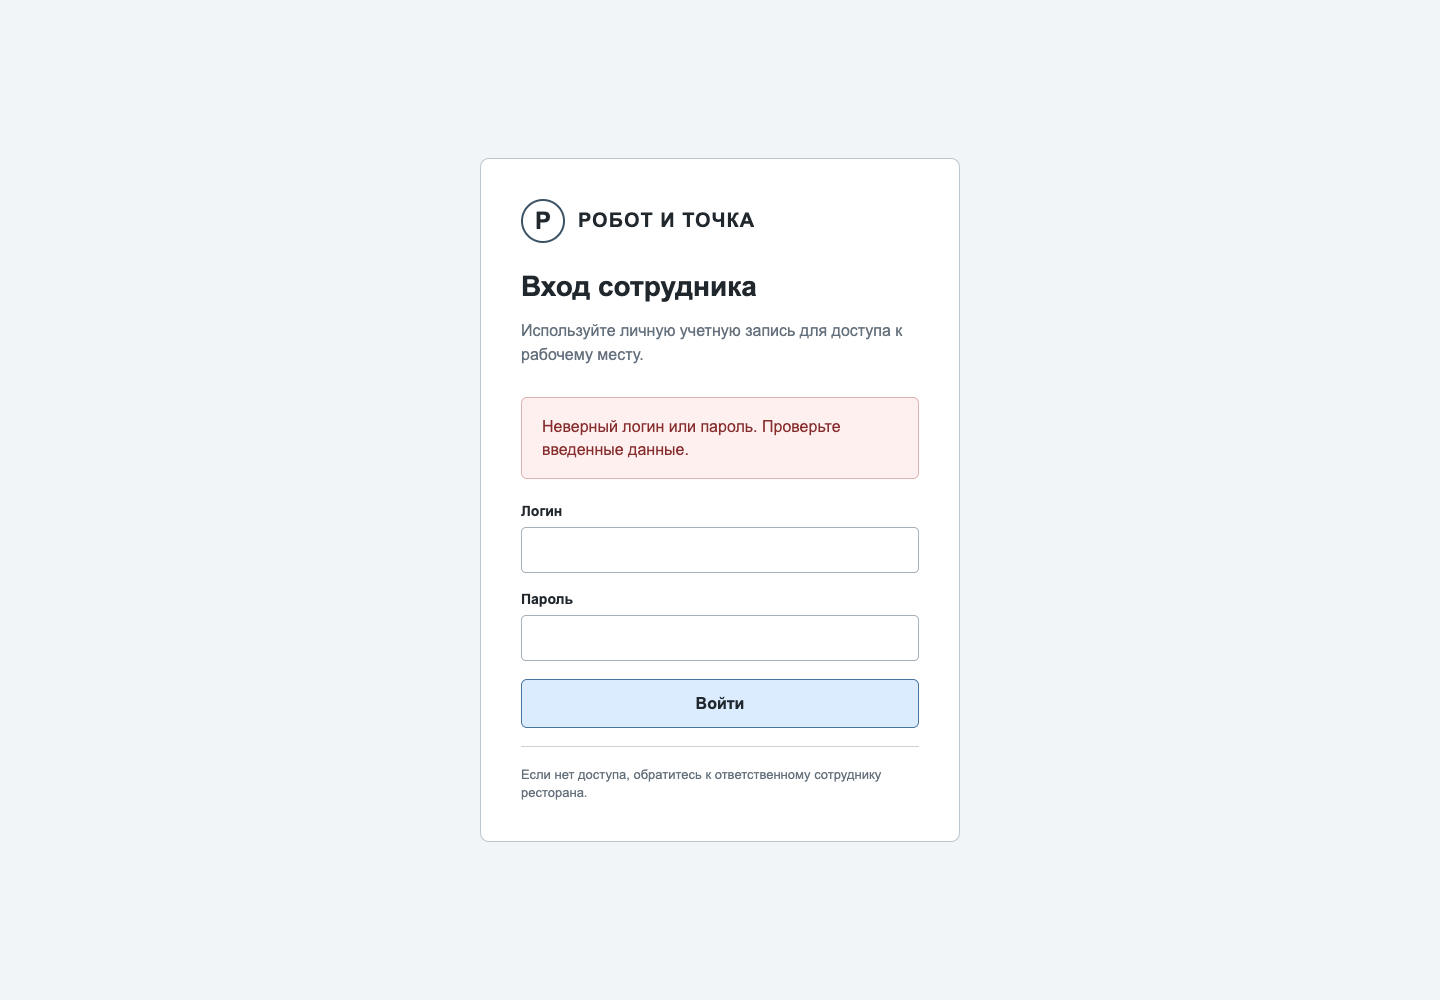 Р РОБОТ И ТОЧКА
Вход сотрудника
Используйте личную учетную запись для доступа к
рабочему месту.
Неверный логин или пароль. Проверьте
введенные данные.
Логин
Пароль
Войти
Если нет доступа, обратитесь к ответственному сотруднику
ресторана.